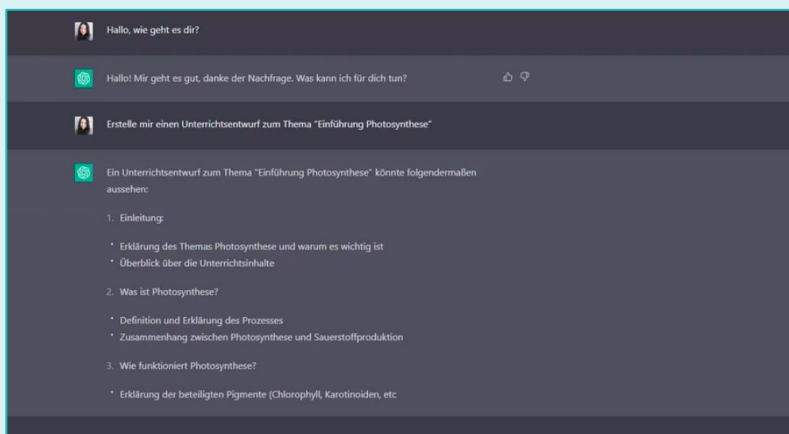 Hallo, wie geht es dir?
Hallo! Mir geht es gut, danke der Nachfrage. Was kann ich für dich tun?
Erstelle mir einen Unterrichtsentwurf zum Thema "Einführung Photosynthese"
Ein Unterrichtsentwurf zum Thema "Einführung Photosynthese" könnte folgendermaßen
aussehen:
1. Einleitung:
• Erklärung des Themas Photosynthese und warum es wichtig ist
• Überblick über die Unterrichtsinhalte
2. Was ist Photosynthese?
• Definition und Erklärung des Prozesses
• Zusammenhang zwischen Photosynthese und Sauerstoffproduktion
3. Wie funktioniert Photosynthese?
• Erklärung der beteiligten Pigmente (Chlorophyll, Karotinoiden, etc